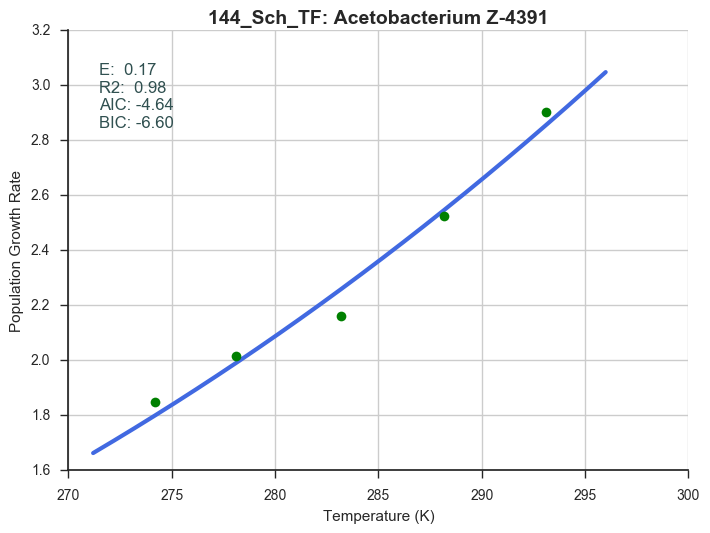 144_Sch_TF: Acetobacterium Z-4391
E:  0.17
R2:  0.98
AIC: -4.64
BIC: -6.60
Population Growth Rate
3.2
3.0
2.8
2.6
2.4
2.2
2.0
1.8
1.6
270 275 280 285 290 295 300
Temperature (K)